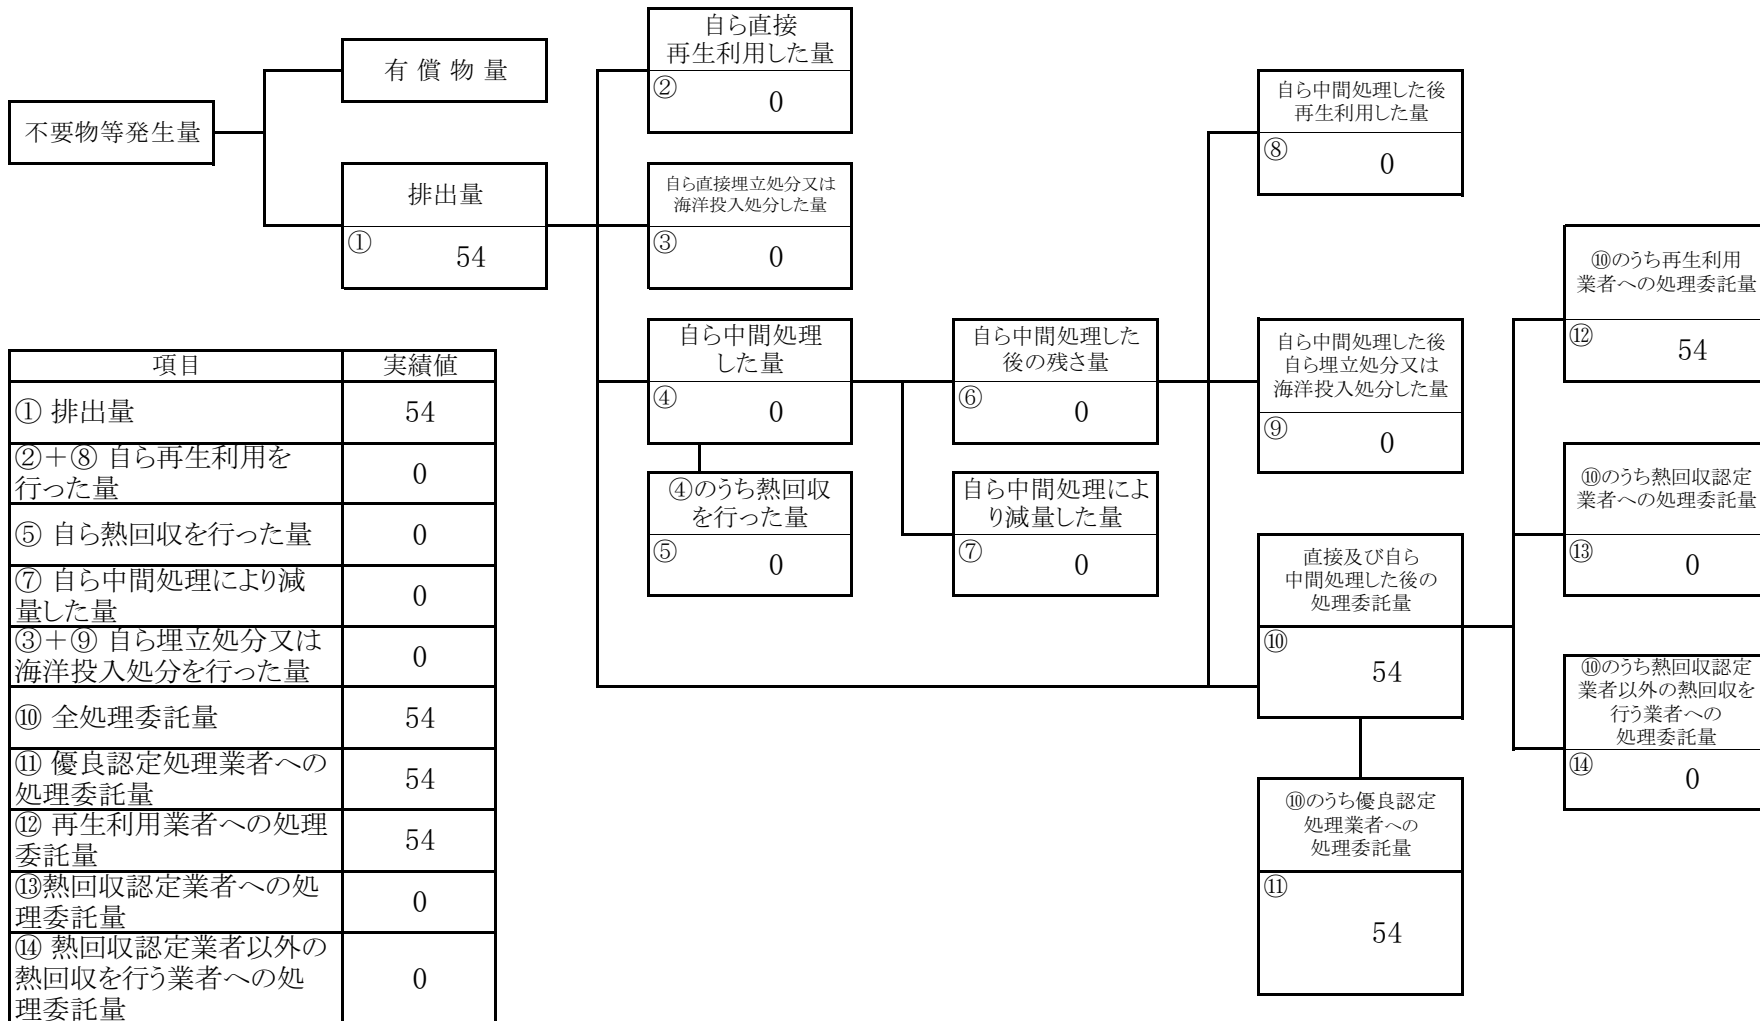 不要物等発生量
有償物量
排出量
① 54
自ら直接
再生利用した量
② 0
自ら直接埋立処分又は
海洋投入処分した量
③ 0
自ら中間処理
した量
④ 0
④のうち熱回収
を行った量
⑤ 0
自ら中間処理した
後の残さ量
⑥ 0
自ら中間処理によ
り減量した量
⑦ 0
自ら中間処理した後
再生利用した量
⑧ 0
自ら中間処理した後
自ら埋立処分又は
海洋投入処分した量
⑨ 0
直接及び自ら
中間処理した後の
処理委託量
⑩ 54
⑩のうち優良認定
処理業者への
処理委託量
⑪ 54
⑩のうち再生利用
業者への処理委託量
⑫ 54
⑩のうち熱回収認定
業者への処理委託量
⑬ 0
⑩のうち熱回収認定
業者以外の熱回収を
行う業者への
処理委託量
⑭ 0
項目 実績値
① 排出量 54
②＋⑧ 自ら再生利用を
行った量 0
⑤ 自ら熱回収を行った量 0
⑦ 自ら中間処理により減
量した量 0
③＋⑨ 自ら埋立処分又は
海洋投入処分を行った量 0
⑩ 全処理委託量 54
⑪ 優良認定処理業者への
処理委託量 54
⑫ 再生利用業者への処理
委託量 54
⑬熱回収認定業者への処
理委託量 0
⑭ 熱回収認定業者以外の
熱回収を行う業者への処
理委託量 0